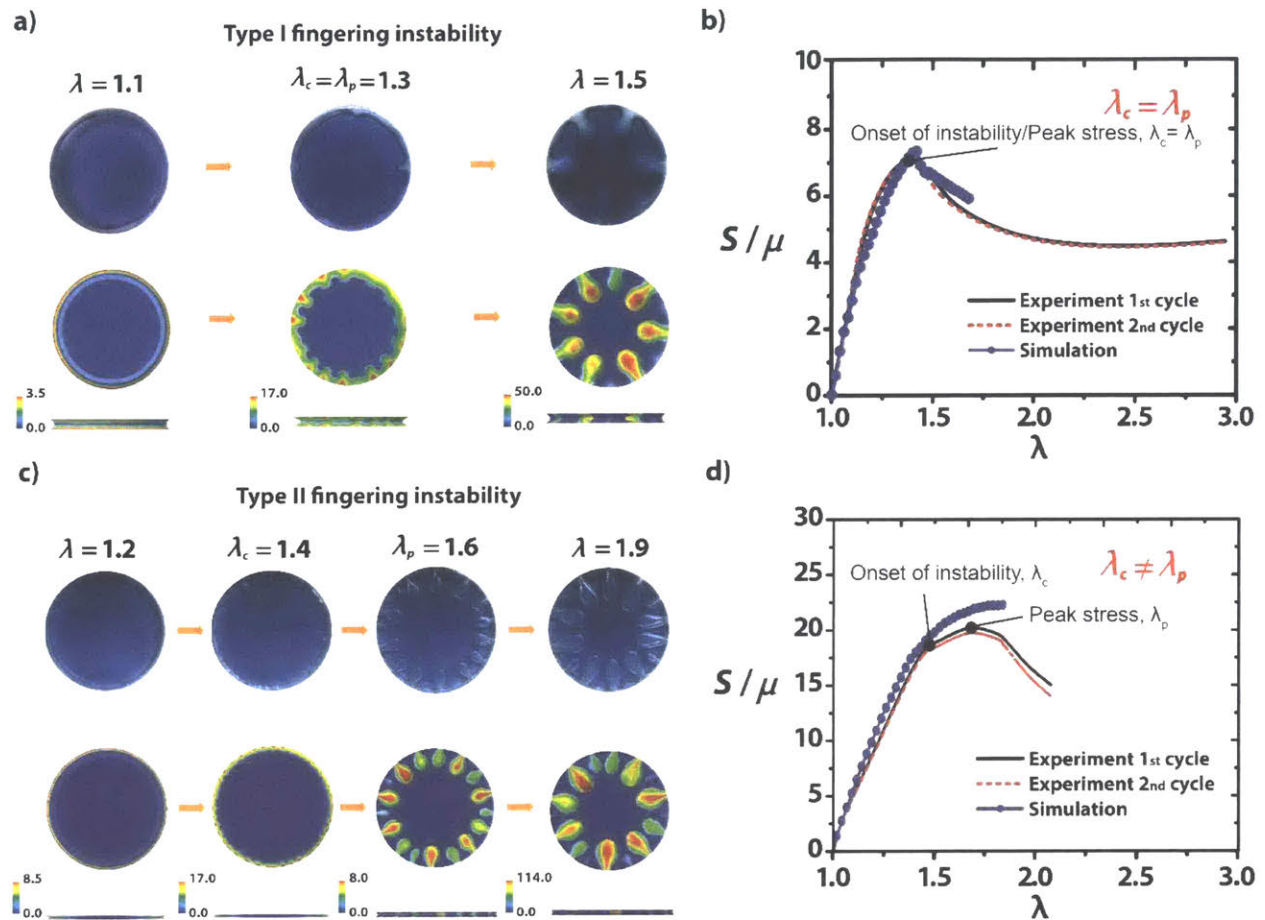 a)
Type I fingering instability
λ = 1.1
λc = λp = 1.3
λ = 1.5
3.5
0.0
17.0
0.0
50.0
0.0
b)
10
8
6
4
2
0
S / μ
λc = λp
Onset of instability/Peak stress, λc = λp
Experiment 1st cycle
Experiment 2nd cycle
Simulation
1.0
1.5
2.0
2.5
3.0
λ
c)
Type II fingering instability
λ = 1.2
λc = 1.4
λp = 1.6
λ = 1.9
8.5
0.0
17.0
0.0
8.0
0.0
114.0
0.0
d)
30
25
20
15
10
5
0
S / μ
λc ≠ λp
Onset of instability, λc
Peak stress, λp
Experiment 1st cycle
Experiment 2nd cycle
Simulation
1.0
1.5
2.0
2.5
3.0
λ